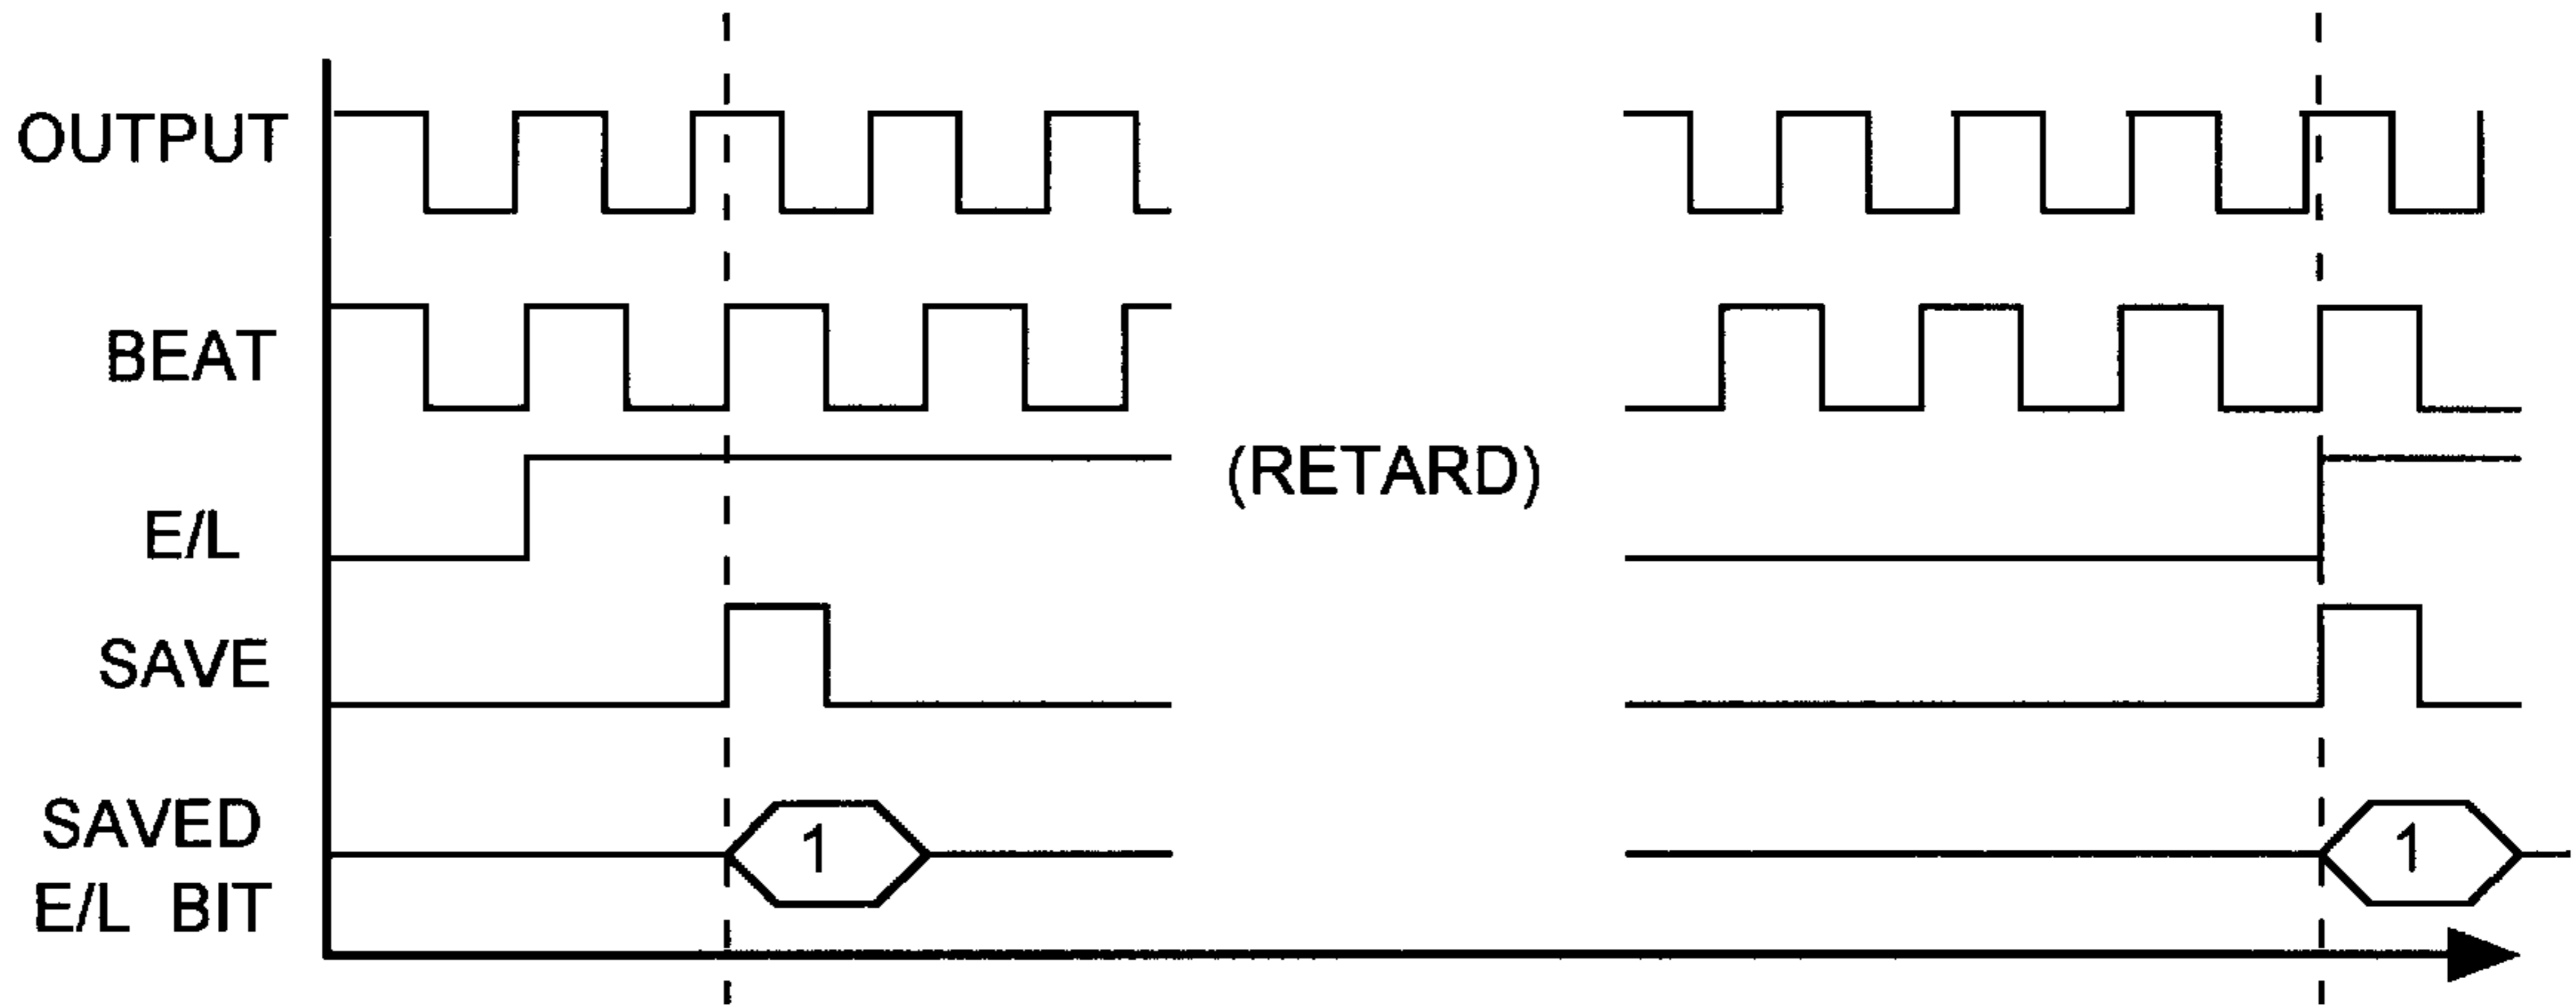 OUTPUT
BEAT
(RETARD)
E/L
SAVE
SAVED
E/L BIT
1
1